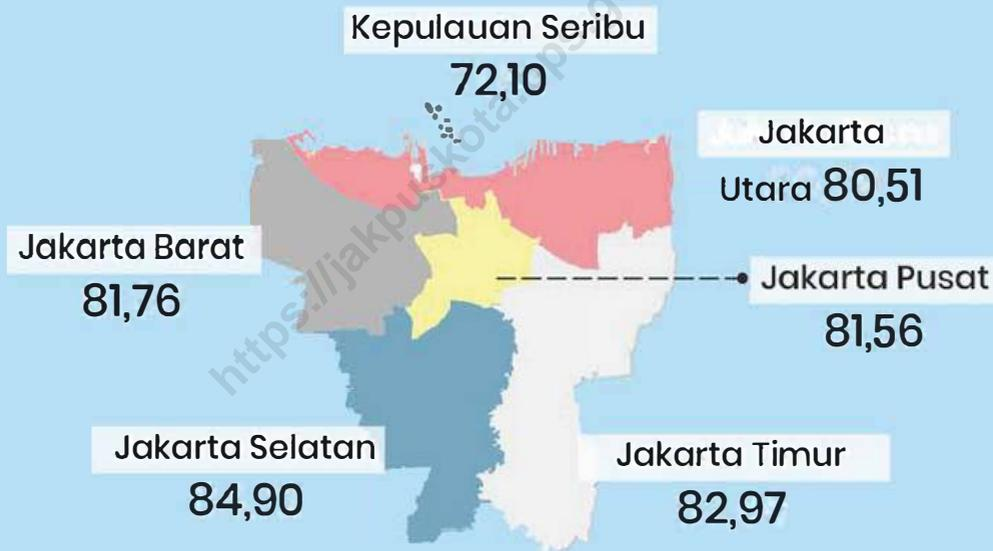 Kepulauan Seribu
72,10
Jakarta
Utara 80,51
Jakarta Barat
81,76
Jakarta Pusat
81,56
Jakarta Selatan
84,90
Jakarta Timur
82,97